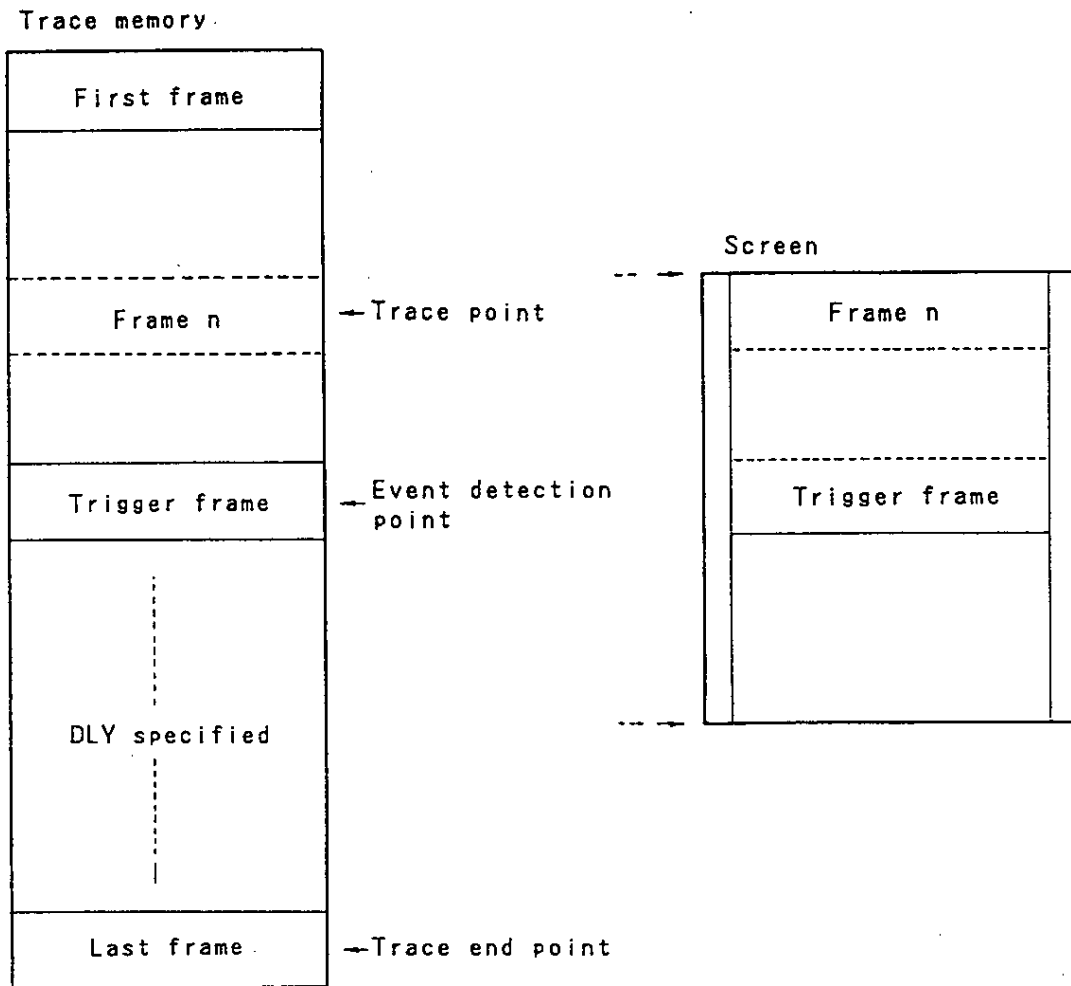 Trace memory
First frame
Frame n
Trace point
Trigger frame
Event detection
point
DLY specified
Last frame
Trace end point
Screen
Frame n
Trigger frame